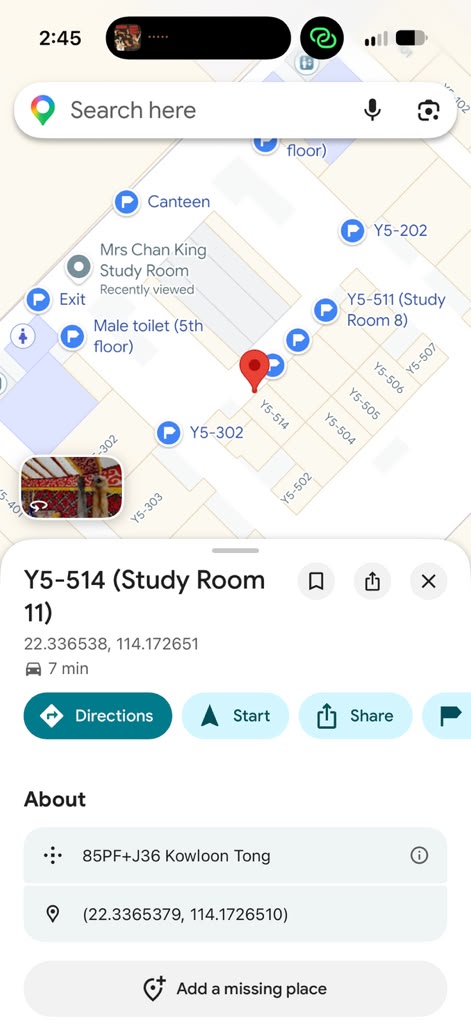 2:45
Search here
floor)
102
Canteen
Y5-202
Mrs Chan King
Study Room
Recently viewed
Exit
Y5-511 (Study
Room 8)
Male toilet (5th
floor)
Y5-507
Y5-506
Y5-505
Y5-514
Y5-504
Y5-302
-302
Y5-502
Y5-303
Y5-401
Y5-514 (Study Room
11)
22.336538, 114.172651
7 min
Directions
Start
Share
About
85PF+J36 Kowloon Tong
(22.3365379, 114.1726510)
Add a missing place